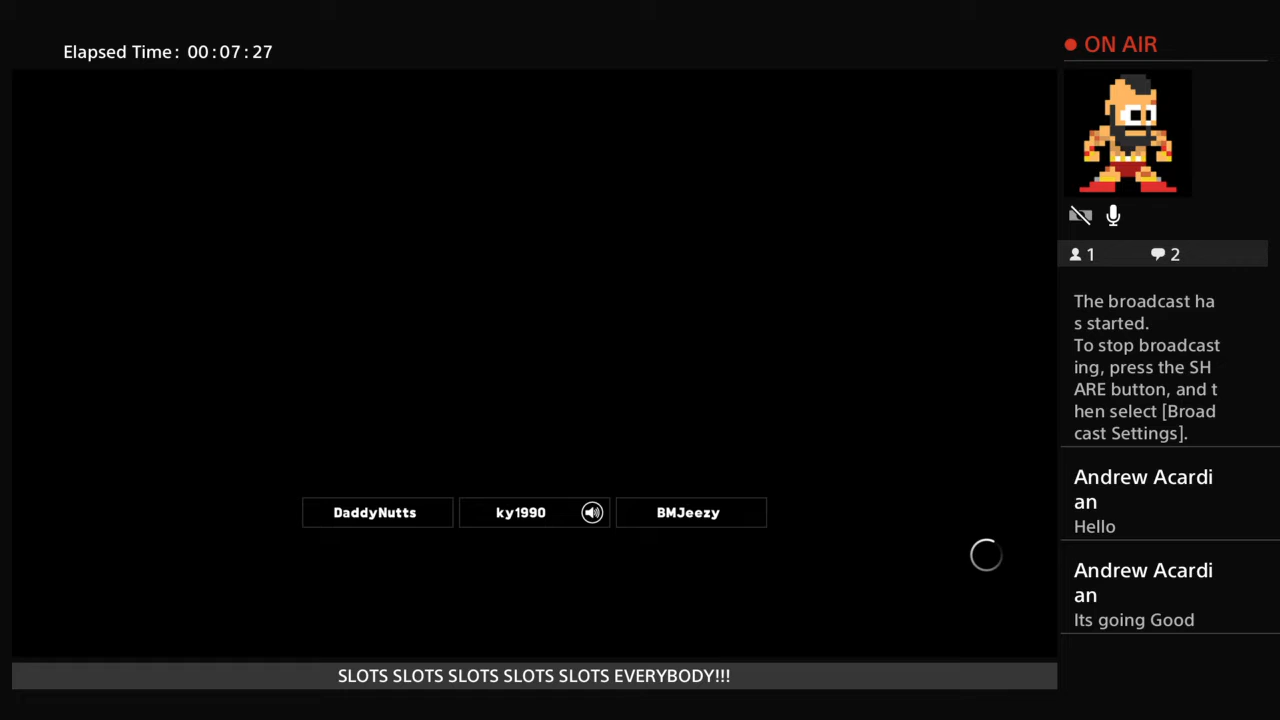 Elapsed Time: 00:07:27
ON AIR
1 2
The broadcast ha
s started.
To stop broadcast
ing, press the SH
ARE button, and t
hen select [Broad
cast Settings].
Andrew Acardi
an
Hello
Andrew Acardi
an
Its going Good
DaddyNutts ky1990 BMJeezy
SLOTS SLOTS SLOTS SLOTS SLOTS EVERYBODY!!!